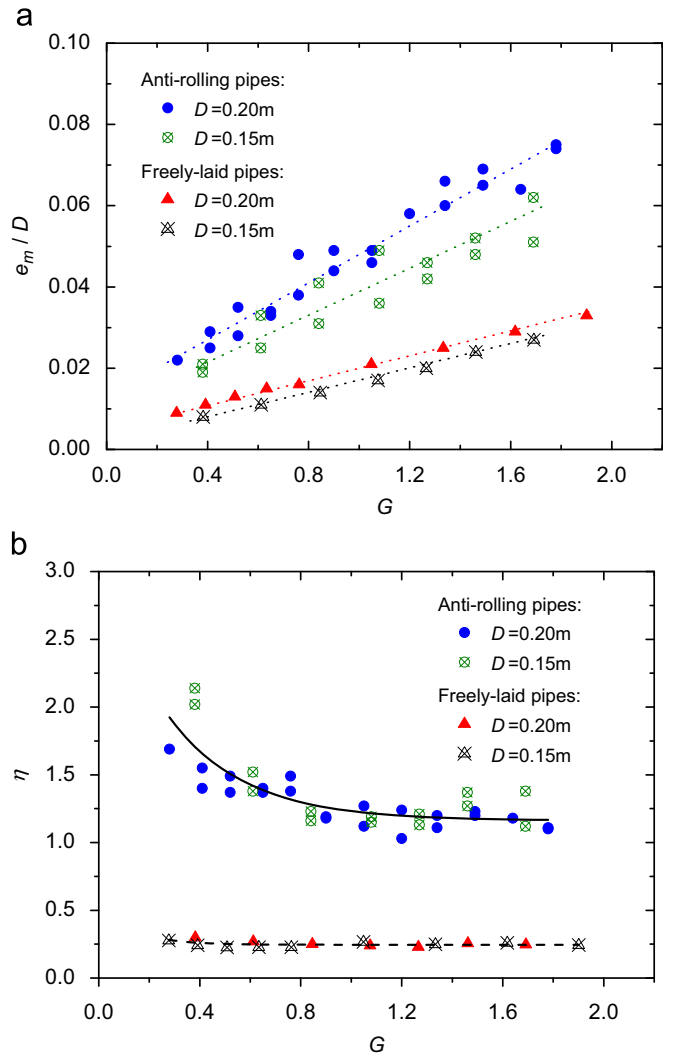 a
0.10
0.08
0.06
0.04
0.02
0.00
e_m / D
Anti-rolling pipes:
D=0.20m
D=0.15m
Freely-laid pipes:
D=0.20m
D=0.15m
0.0 0.4 0.8 1.2 1.6 2.0
G
b
3.0
2.5
2.0
1.5
1.0
0.5
0.0
η
Anti-rolling pipes:
D=0.20m
D=0.15m
Freely-laid pipes:
D=0.20m
D=0.15m
0.0 0.4 0.8 1.2 1.6 2.0
G